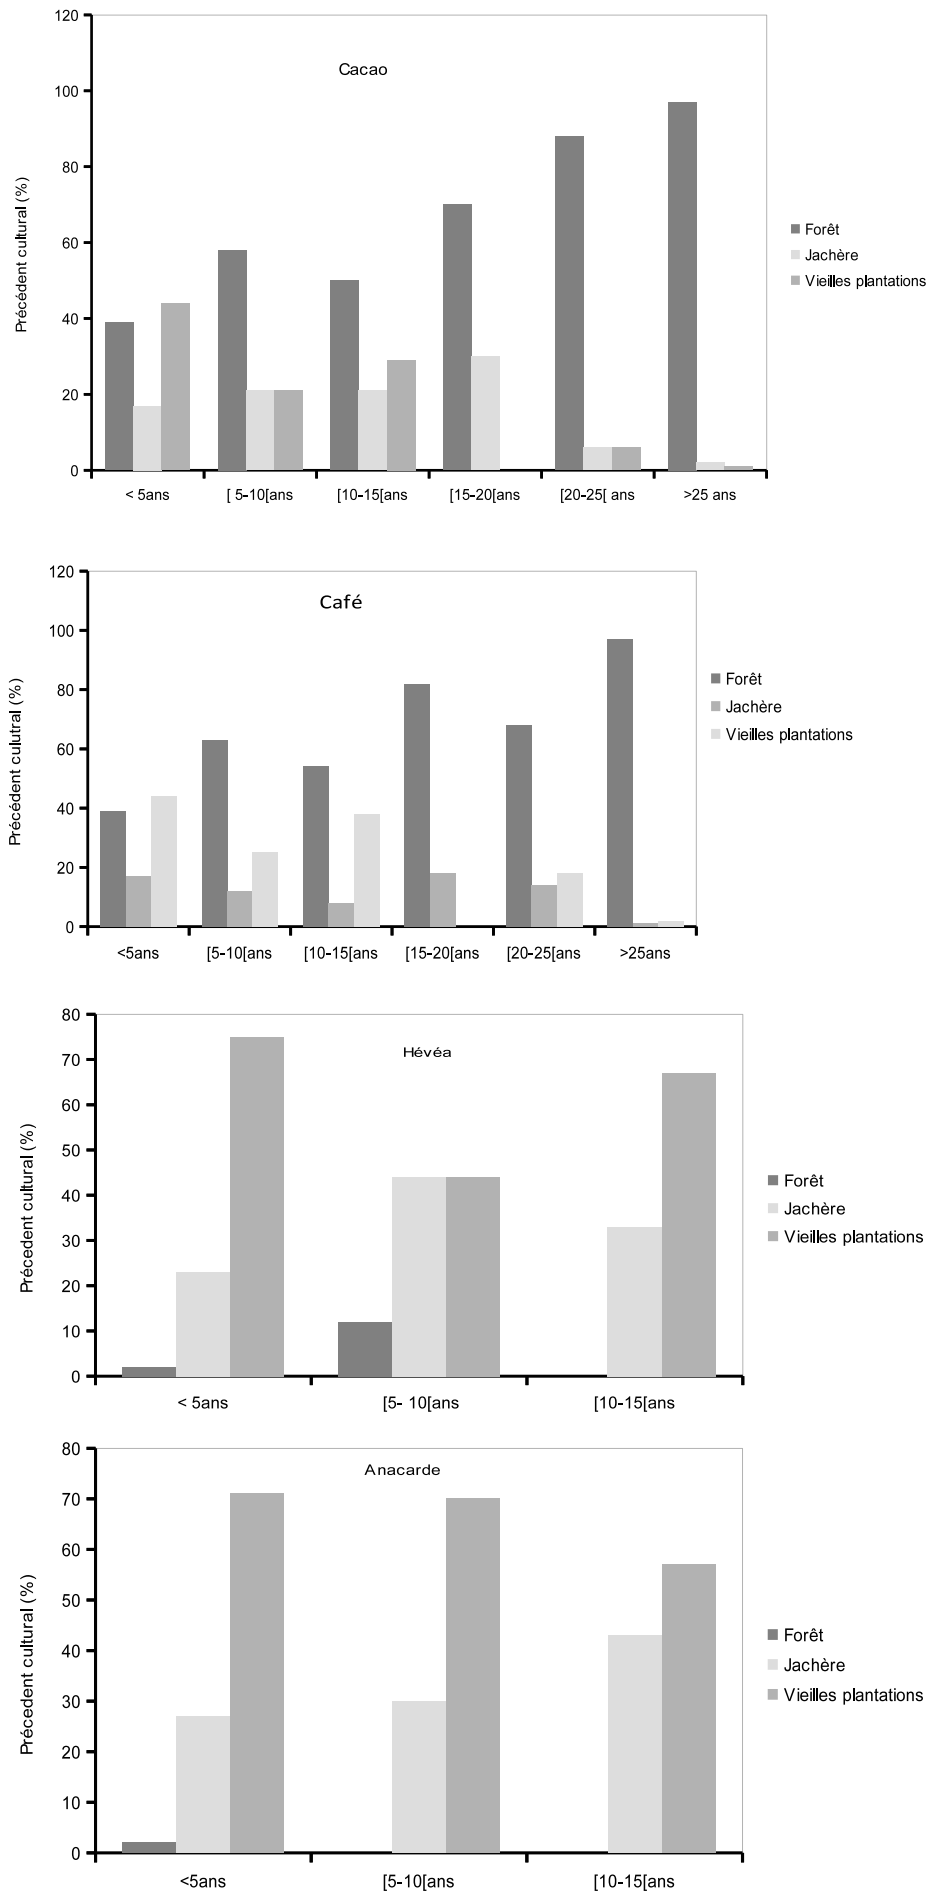 Cacao
Précédent cultural (%)
120
100
80
60
40
20
0
< 5ans
[ 5-10[ans
[10-15[ans
[15-20[ans
[20-25[ ans
>25 ans
Forêt
Jachère
Vieilles plantations
Café
Précédent culutral (%)
120
100
80
60
40
20
0
<5ans
[5-10[ans
[10-15[ans
[15-20[ans
[20-25[ans
>25ans
Forêt
Jachère
Vieilles plantations
Hévéa
Précedent cultural (%)
80
70
60
50
40
30
20
10
0
< 5ans
[5- 10[ans
[10-15[ans
Forêt
Jachère
Vieilles plantations
Anacarde
Précedent cultural (%)
80
70
60
50
40
30
20
10
0
<5ans
[5-10[ans
[10-15[ans
Forêt
Jachère
Vieilles plantations